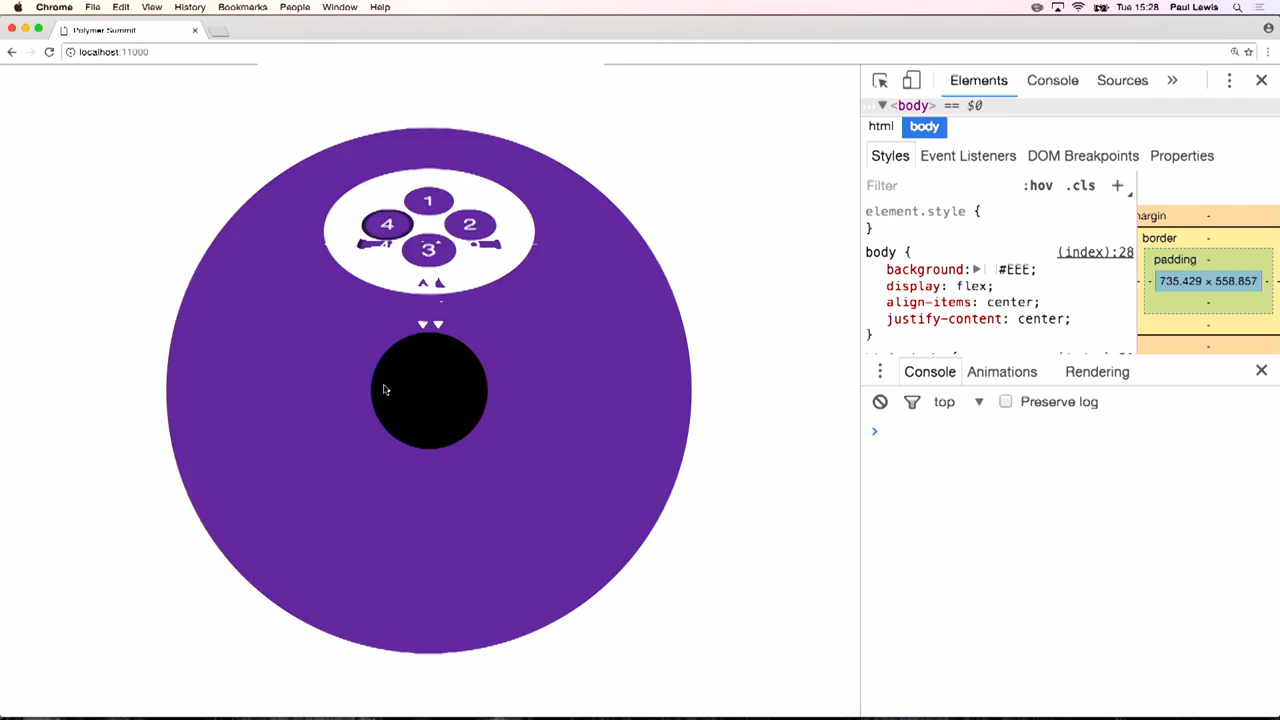 Chrome File Edit View History Bookmarks People Window Help Tue 15:28 Paul Lewis
Polymer Summit
localhost:11000
Elements Console Sources »
<body> == $0
html body
Styles Event Listeners DOM Breakpoints Properties
Filter :hov .cls +
element.style {
}
body { (index):28
background: #EEE;
display: flex;
align-items: center;
justify-content: center;
}
border -
padding -
735.429 × 558.857
Console Animations Rendering
top Preserve log
1
4 2
3